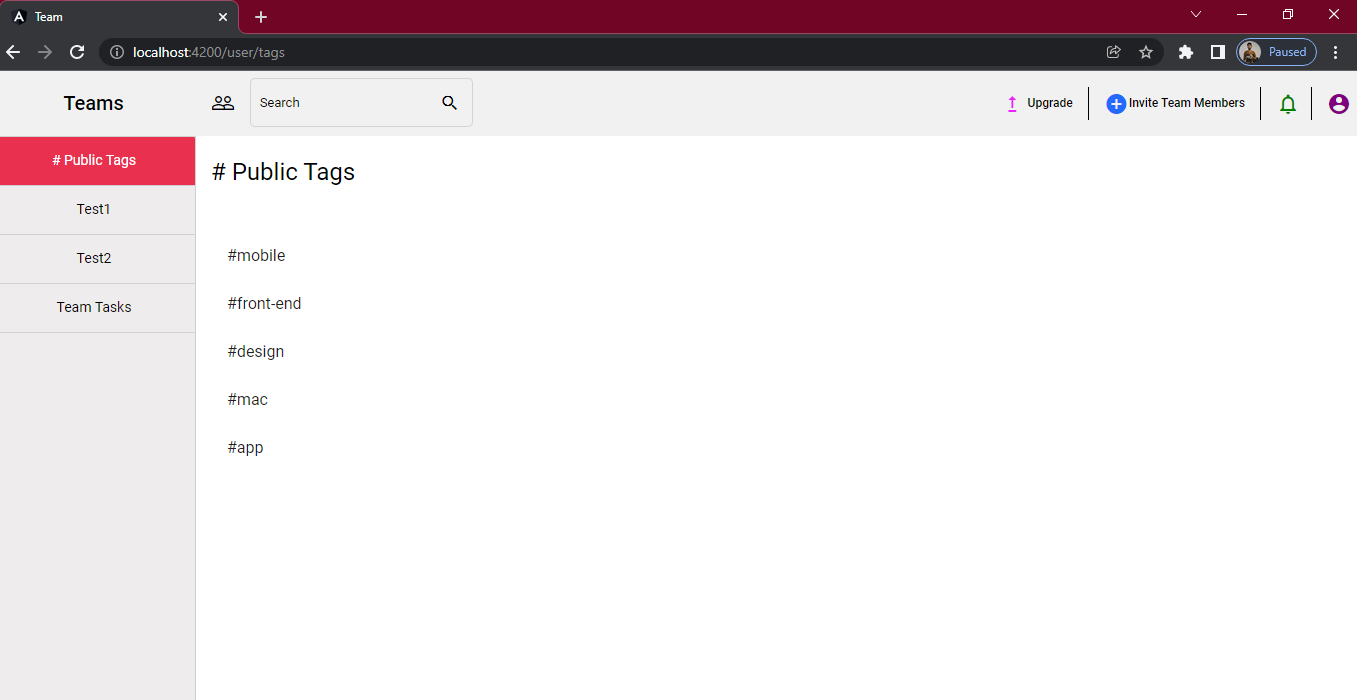 Team
localhost:4200/user/tags
Paused
Teams
Search
Upgrade
Invite Team Members
# Public Tags
Test1
Test2
Team Tasks
# Public Tags
#mobile
#front-end
#design
#mac
#app